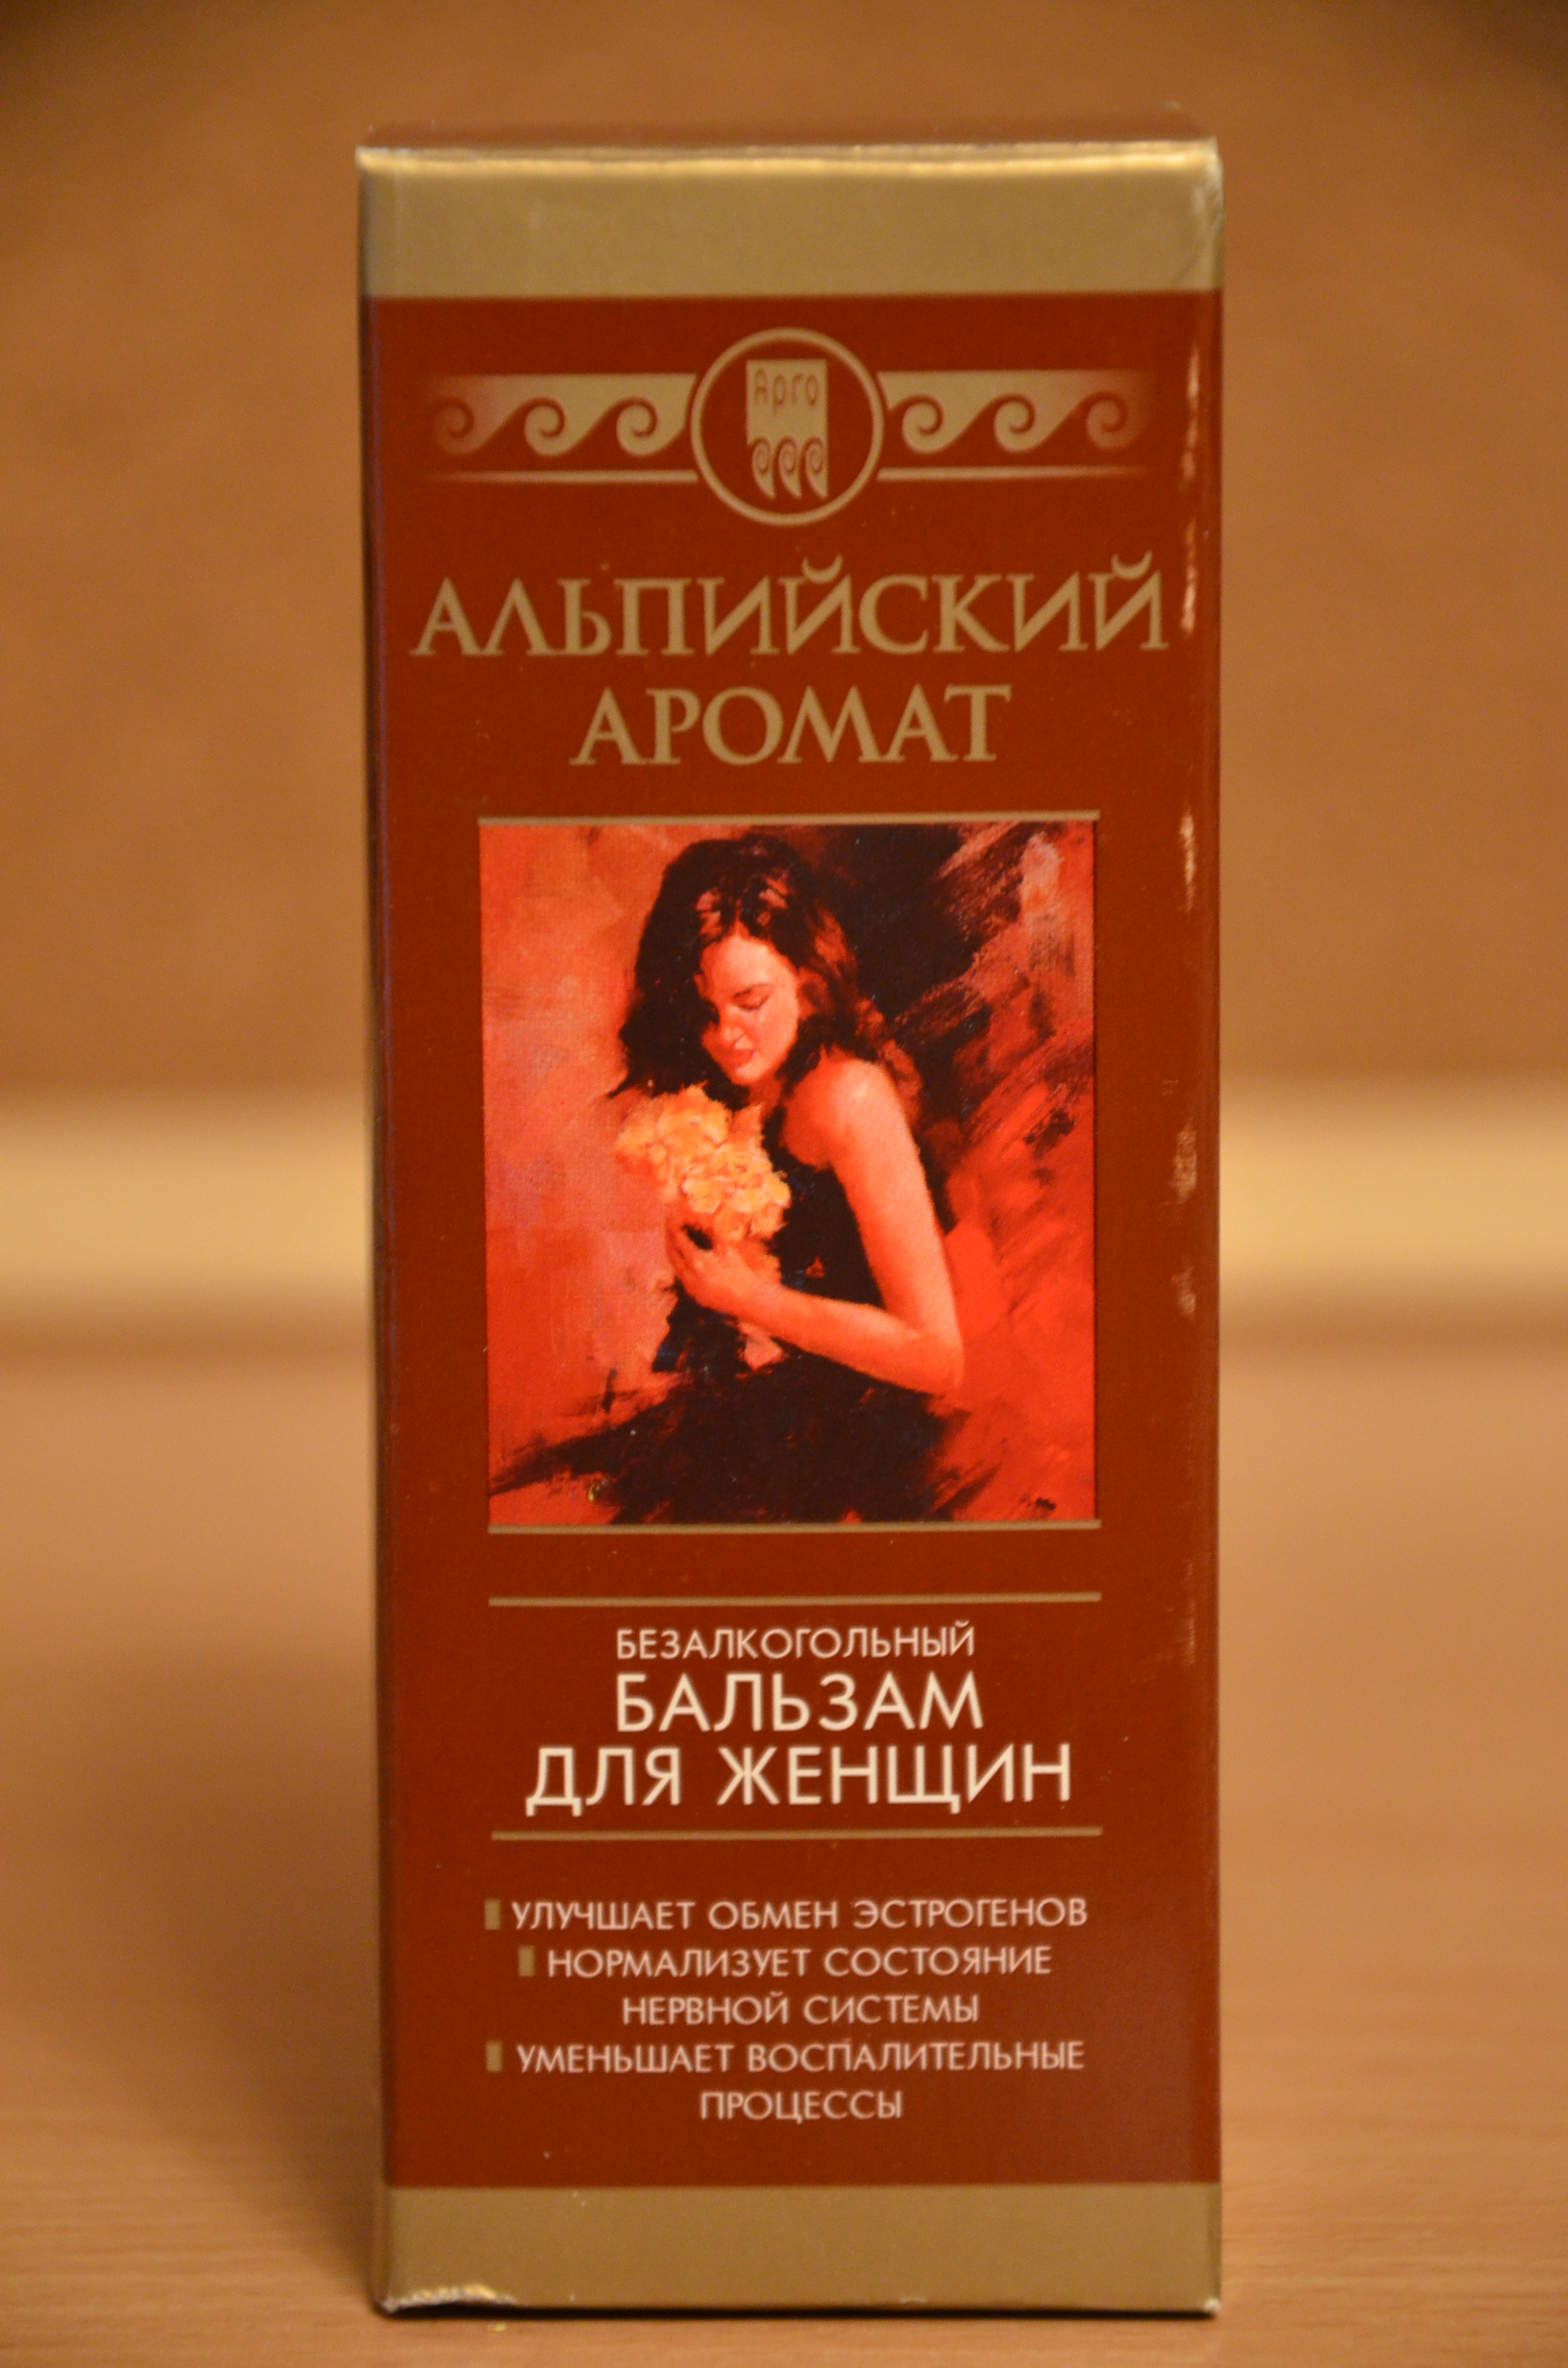 Арго
АЛЬПИЙСКИЙ
АРОМАТ
БЕЗАЛКОГОЛЬНЫЙ
БАЛЬЗАМ
ДЛЯ ЖЕНЩИН
УЛУЧШАЕТ ОБМЕН ЭСТРОГЕНОВ
НОРМАЛИЗУЕТ СОСТОЯНИЕ
НЕРВНОЙ СИСТЕМЫ
УМЕНЬШАЕТ ВОСПАЛИТЕЛЬНЫЕ
ПРОЦЕССЫ